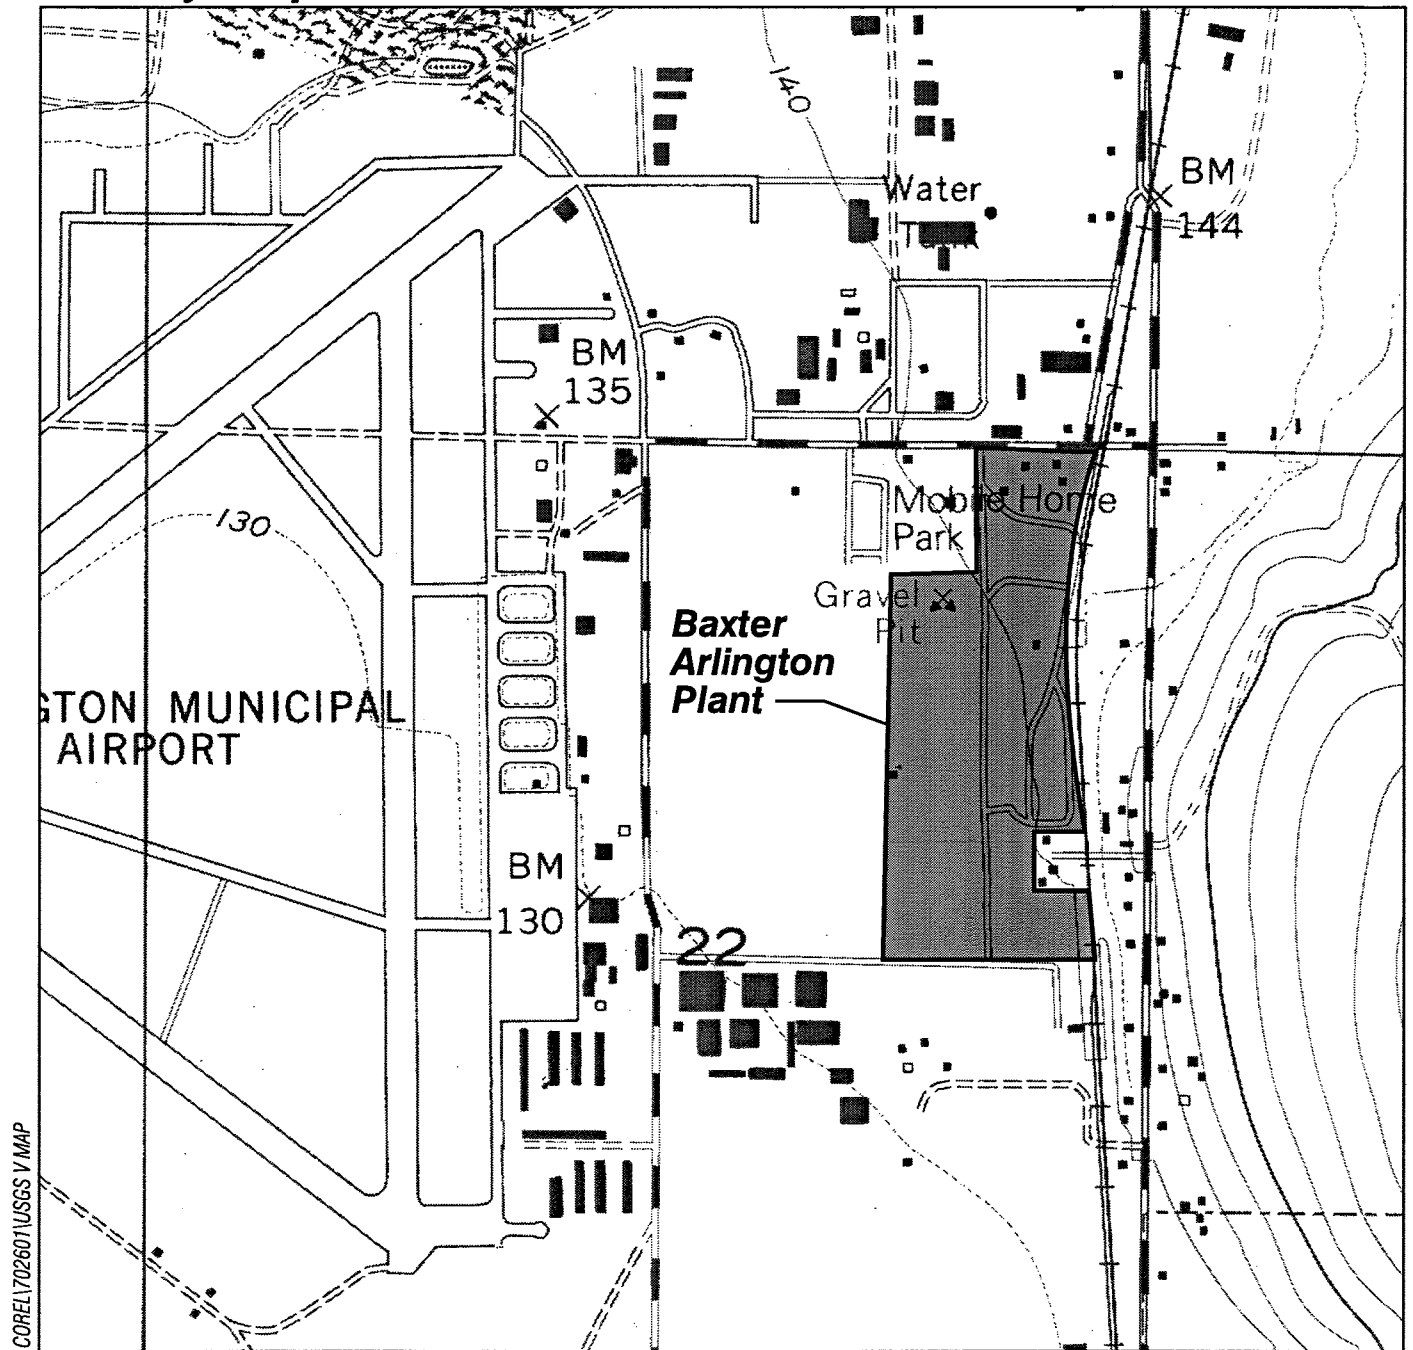 140
Water
Tank
BM
144
BM
135
130
Mobile Home
Park
Gravel
Pit
Baxter
Arlington
Plant
GTON MUNICIPAL
AIRPORT
BM
130
22
COREL\702601\USGS V MAP